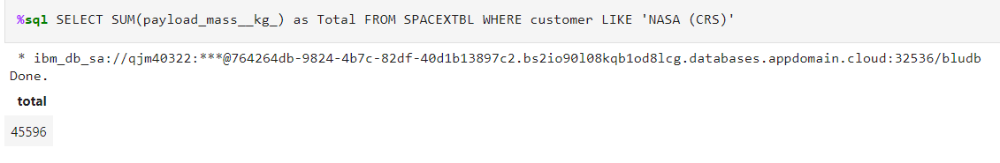 %sql SELECT SUM(payload_mass__kg_) as Total FROM SPACEXTBL WHERE customer LIKE 'NASA (CRS)'
* ibm_db_sa://qjm40322:***@764264db-9824-4b7c-82df-40d1b13897c2.bs2io90l08kqb1od8lcg.databases.appdomain.cloud:32536/bludb
Done.
total
45596